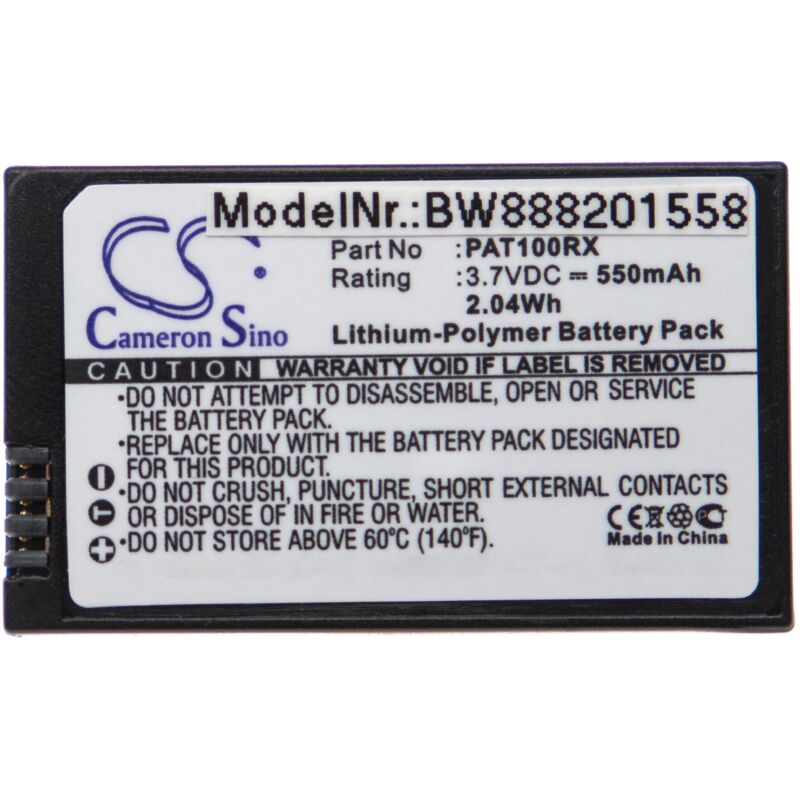 ModelNr.:BW888201558
CS
Cameron Sino
Part No :PAT100RX
Rating :3.7VDC 550mAh
2.04Wh
Lithium-Polymer Battery Pack
CAUTION WARRANTY VOID IF LABEL IS REMOVED
•DO NOT ATTEMPT TO DISASSEMBLE, OPEN OR SERVICE
THE BATTERY PACK.
•REPLACE ONLY WITH THE BATTERY PACK DESIGNATED
FOR THIS PRODUCT.
•DO NOT CRUSH, PUNCTURE, SHORT EXTERNAL CONTACTS
OR DISPOSE OF IN FIRE OR WATER.
•DO NOT STORE ABOVE 60°C (140°F).
CE
Made In China